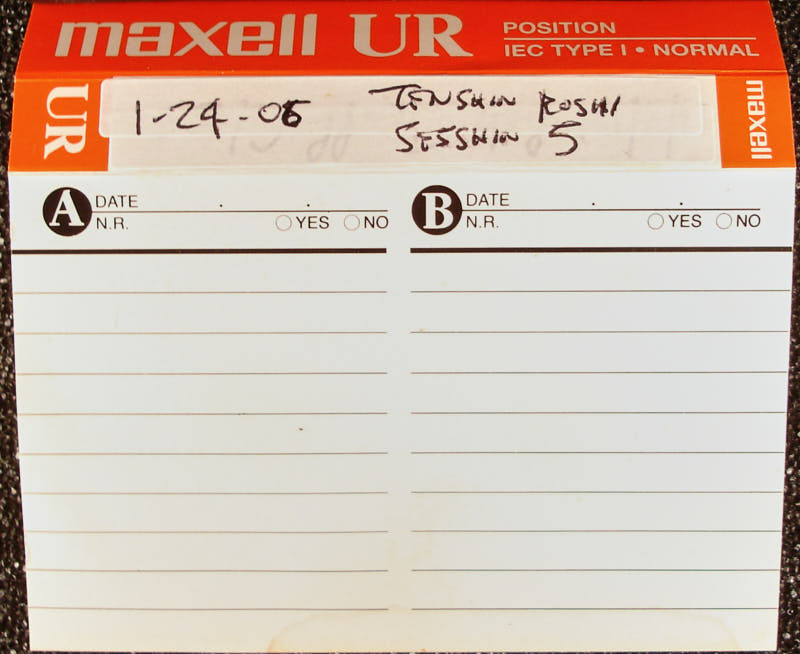 maxell UR POSITION
IEC TYPE I • NORMAL
UR 1-24-06 TENSHIN ROSHI maxell
SESSHIN 5
A DATE . .
N.R. YES NO
B DATE . .
N.R. YES NO